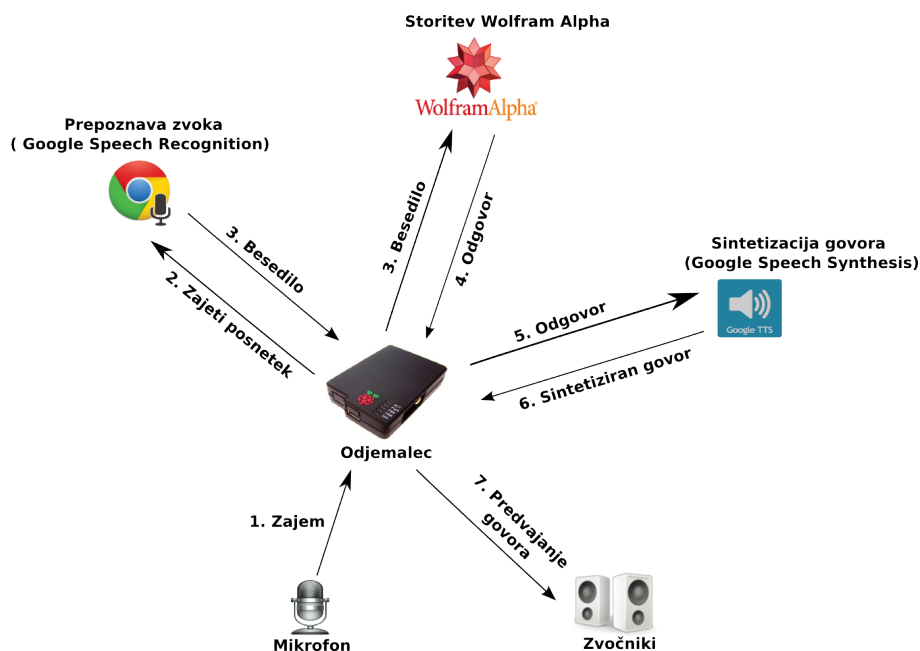 Storitev Wolfram Alpha
WolframAlpha
Prepoznava zvoka
( Google Speech Recognition)
3. Besedilo
2. Zajeti posnetek
3. Besedilo
4. Odgovor
Sintetizacija govora
(Google Speech Synthesis)
Google TTS
5. Odgovor
6. Sintetiziran govor
Odjemalec
1. Zajem
7. Predvajanje
govora
Mikrofon
Zvočniki